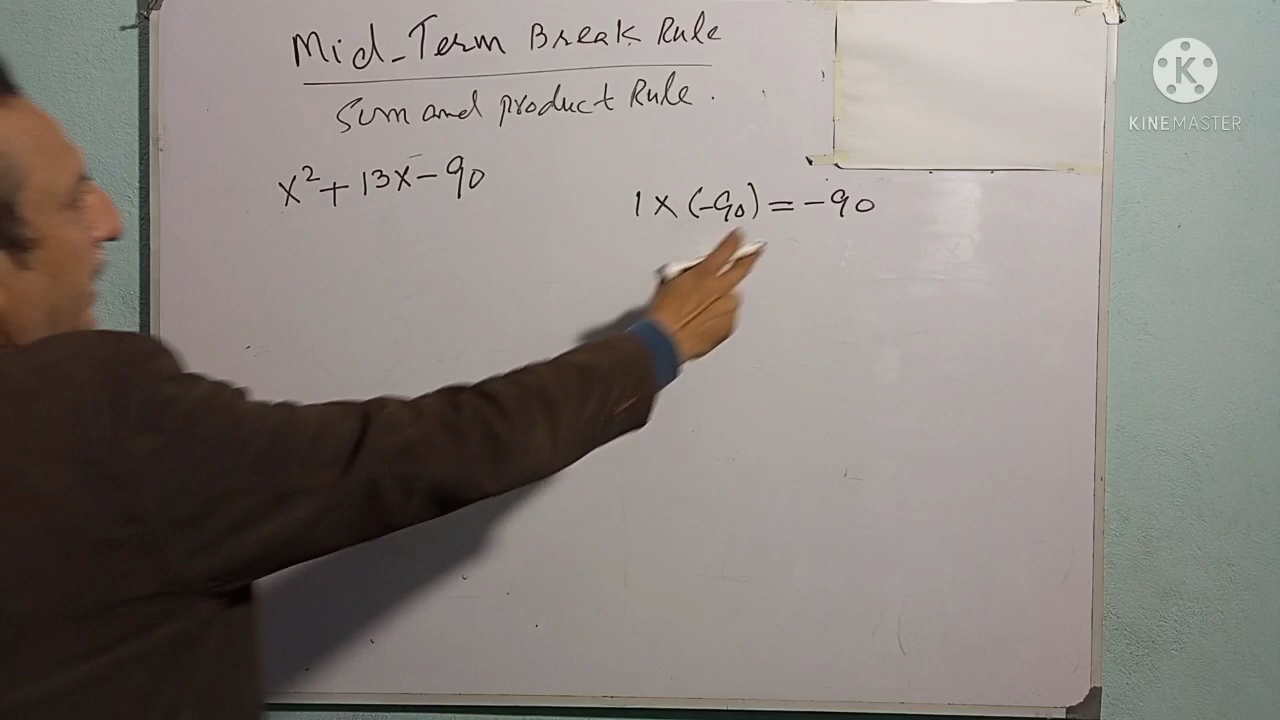 Mid-Term Break Rule
Sum and product Rule.
x² + 13x - 90
1 x (-90) = -90
K
KINEMASTER